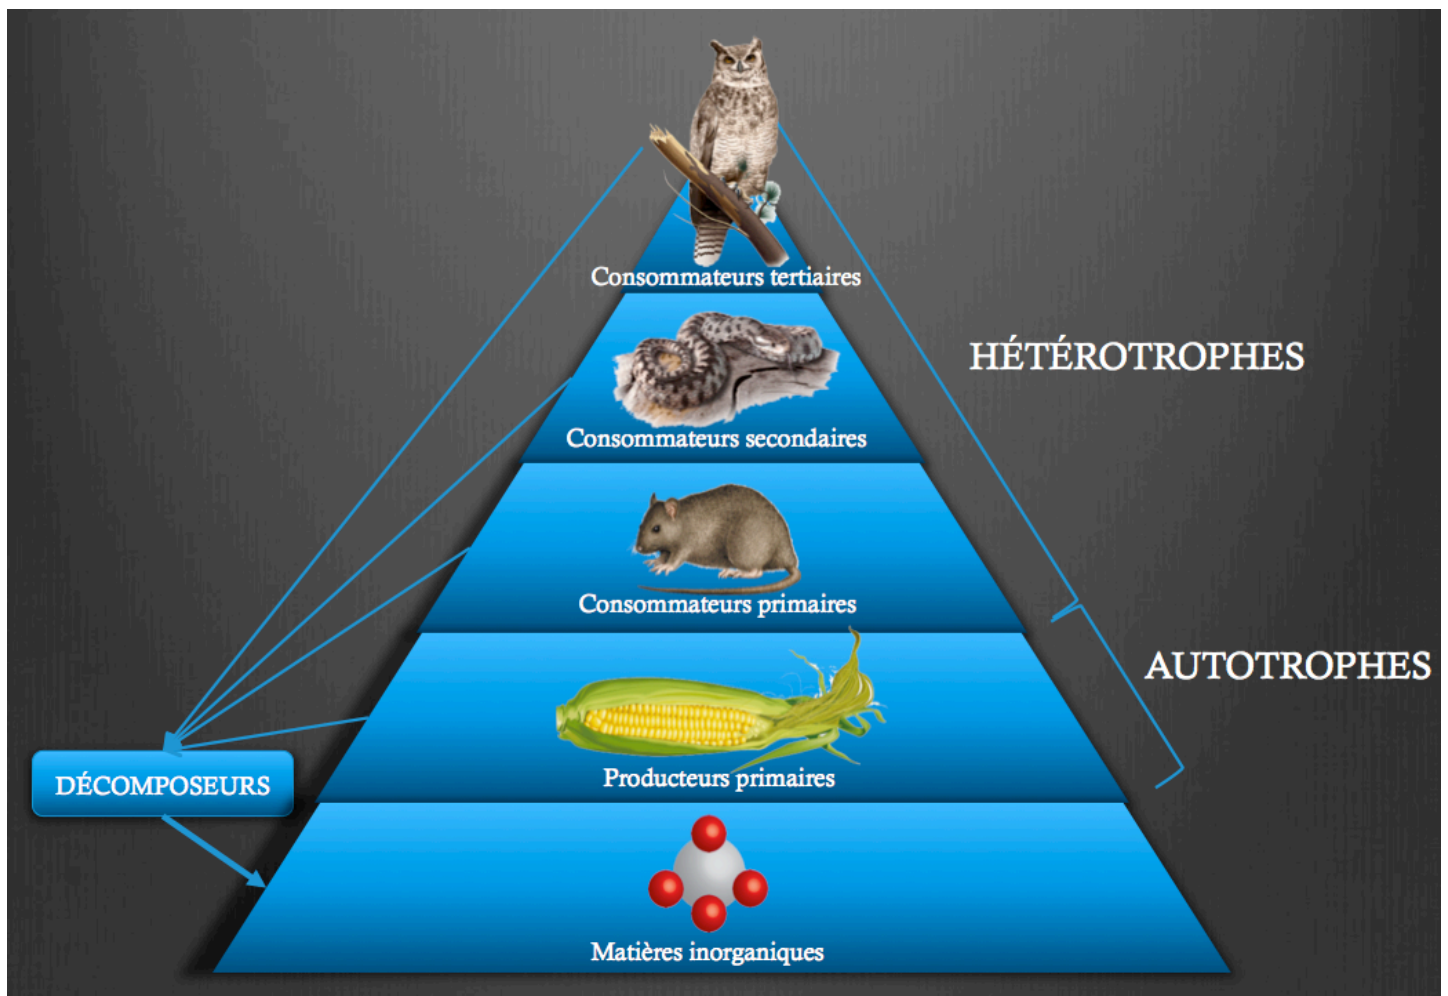 Consommateurs tertiaires
HÉTÉROTROPHES
Consommateurs secondaires
Consommateurs primaires
AUTOTROPHES
Producteurs primaires
DÉCOMPOSEURS
Matières inorganiques